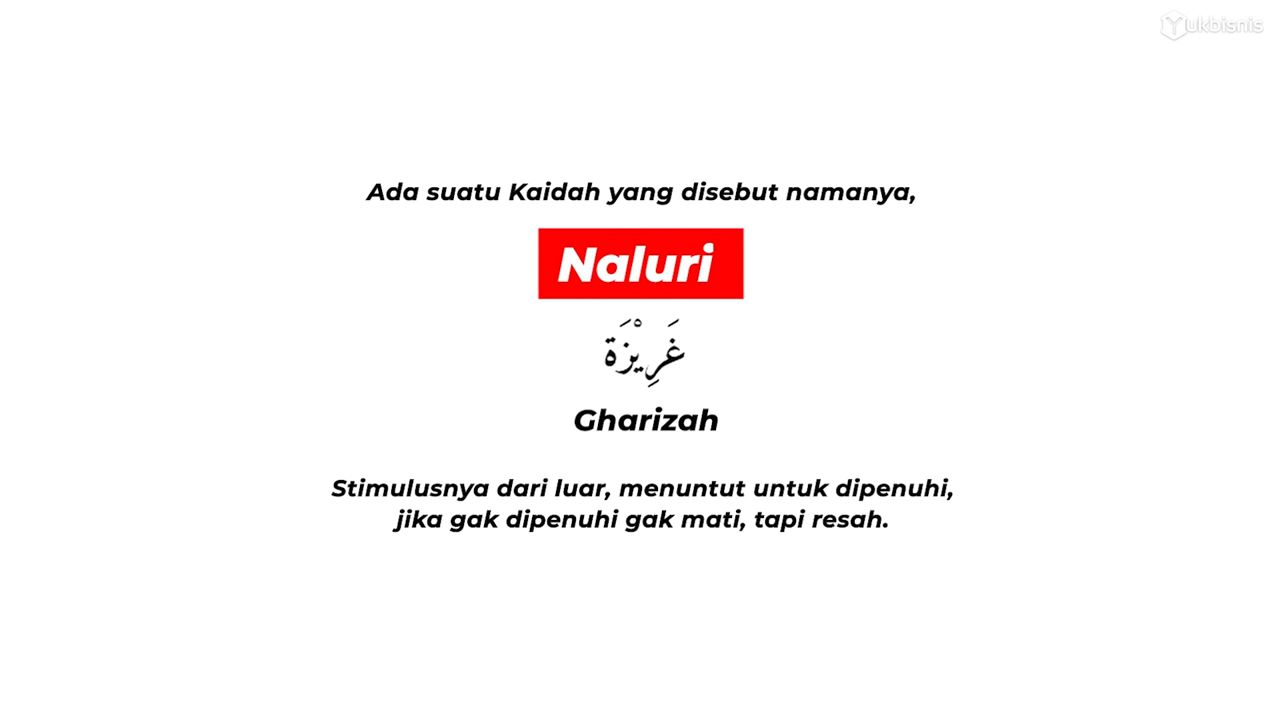 Yukbisnis
Ada suatu Kaidah yang disebut namanya,
Naluri
غَرِيْزَة
Gharizah
Stimulusnya dari luar, menuntut untuk dipenuhi,
jika gak dipenuhi gak mati, tapi resah.